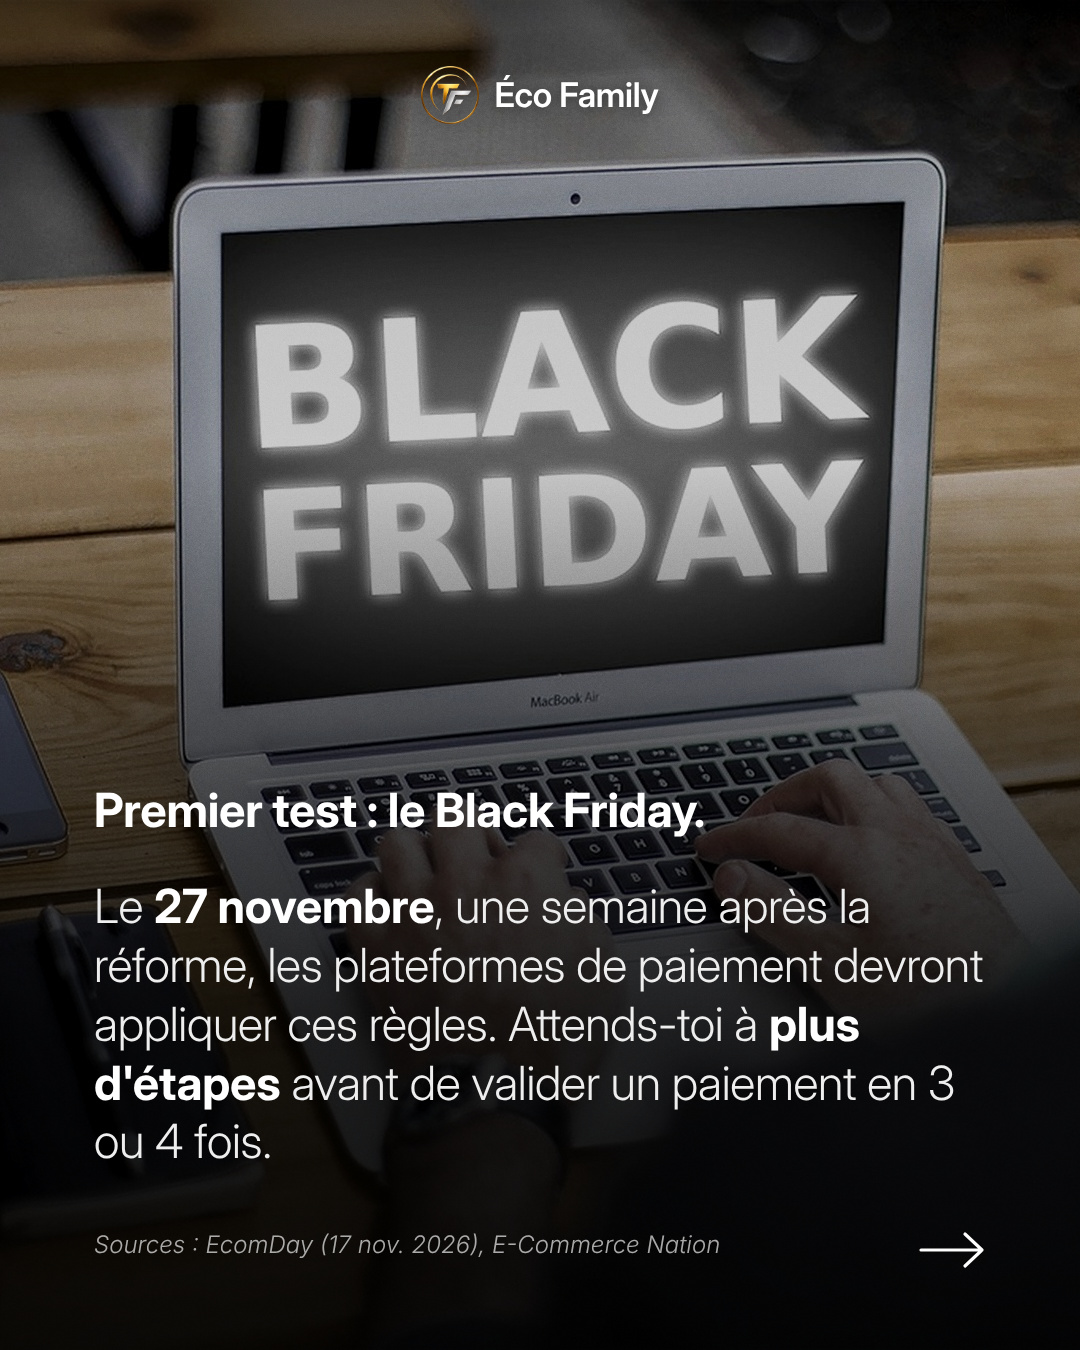 Éco Family
BLACK
FRIDAY
MacBook Air
Premier test : le Black Friday.
Le 27 novembre, une semaine après la
réforme, les plateformes de paiement devront
appliquer ces règles. Attends-toi à plus
d'étapes avant de valider un paiement en 3
ou 4 fois.
Sources : EcomDay (17 nov. 2026), E-Commerce Nation